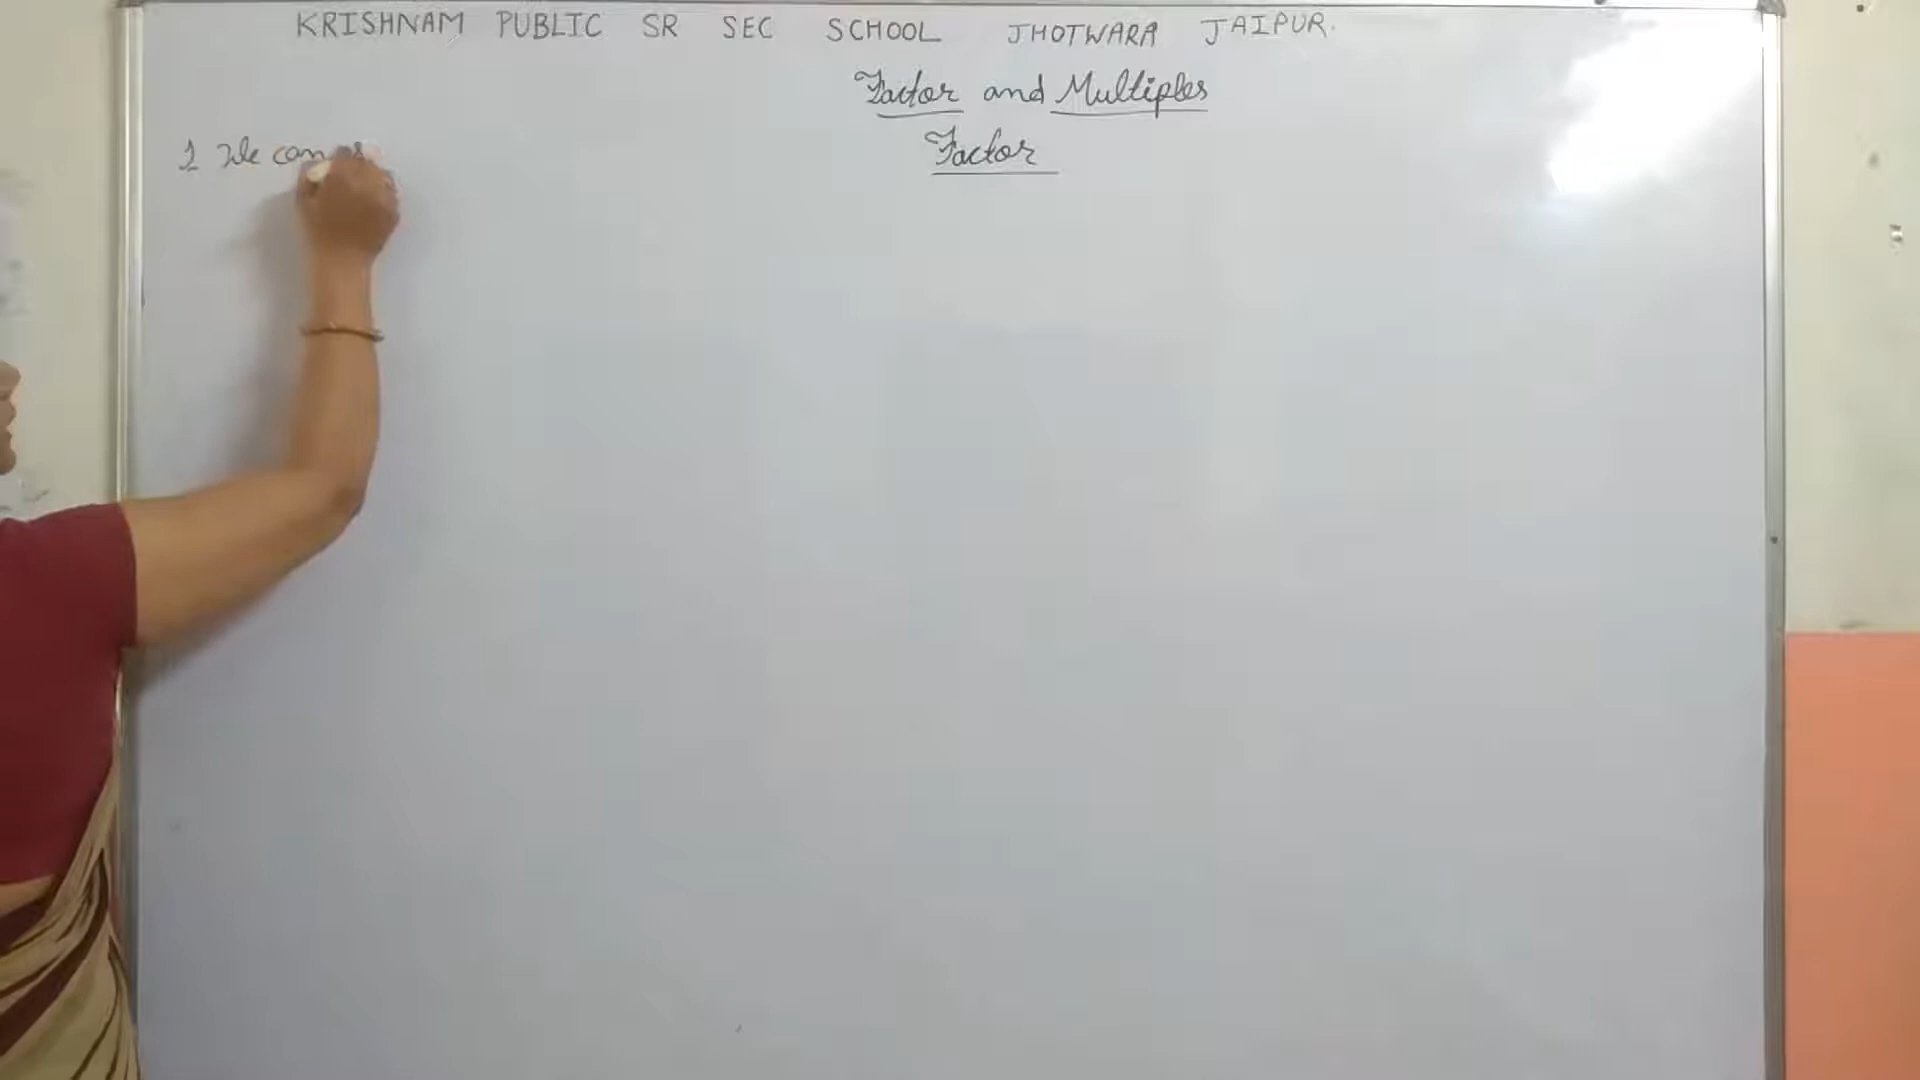 KRISHNAM PUBLIC SR SEC SCHOOL JHOTWARA JAIPUR.
Factor and Multiples
Factor
1 We can